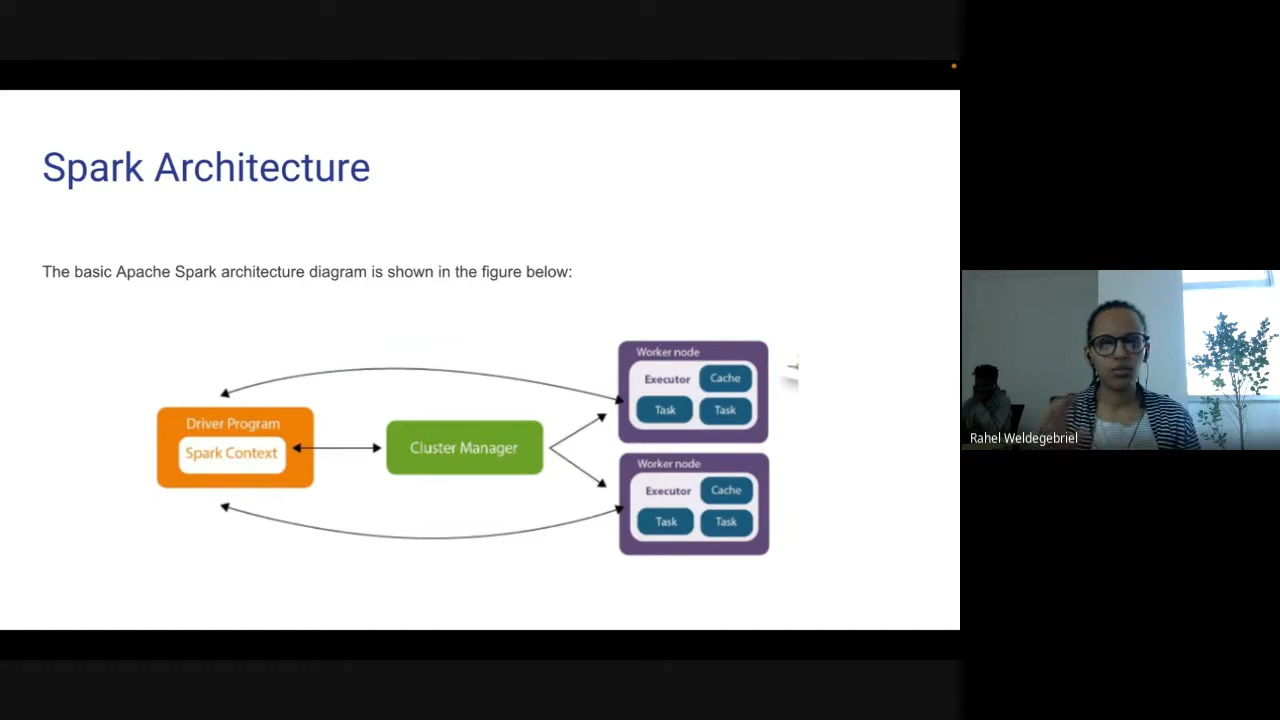 Spark Architecture
The basic Apache Spark architecture diagram is shown in the figure below:
Driver Program
Spark Context
Cluster Manager
Worker node
Executor
Cache
Task
Task
Worker node
Executor
Cache
Task
Task
Rahel Weldegebriel